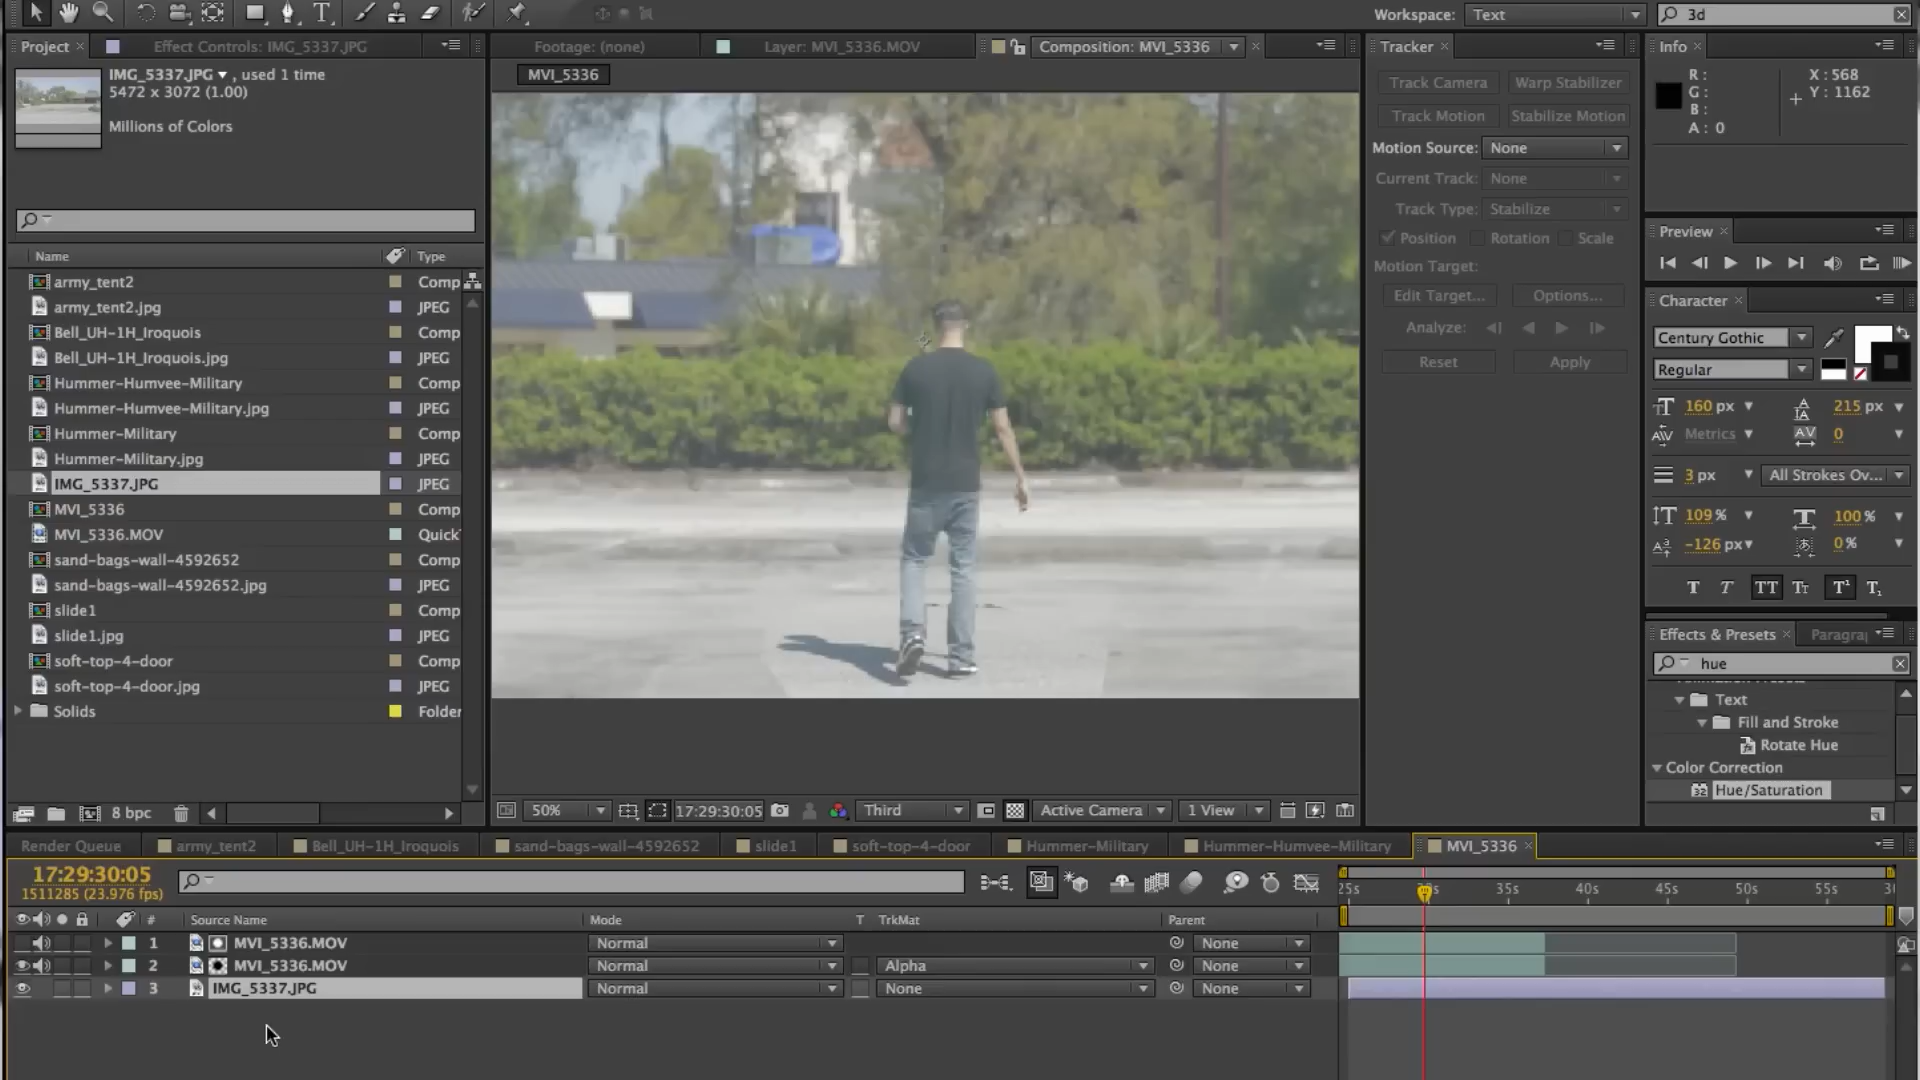 Workspace: Text
3d
Project
Effect Controls: IMG_5337.JPG
Footage: (none)
Layer: MVI_5336.MOV
Composition: MVI_5336
Tracker
Info
IMG_5337.JPG , used 1 time
5472 x 3072 (1.00)
Millions of Colors
MVI_5336
Track Camera
Warp Stabilizer
Track Motion
Stabilize Motion
Motion Source: None
Current Track: None
Track Type: Stabilize
Position Rotation Scale
Motion Target:
Edit Target...
Options...
Analyze:
Reset
Apply
R :
G :
B :
A : 0
X : 568
Y : 1162
Preview
Character
Century Gothic
Regular
160 px
215 px
Metrics
0
3 px
All Strokes Ov...
109 %
100 %
-126 px
0 %
T T TT Tt T¹ T₁
Effects & Presets
Paragra
hue
Text
Fill and Stroke
Rotate Hue
Color Correction
Hue/Saturation
Name Type
army_tent2 Comp
army_tent2.jpg JPEG
Bell_UH-1H_Iroquois Comp
Bell_UH-1H_Iroquois.jpg JPEG
Hummer-Humvee-Military Comp
Hummer-Humvee-Military.jpg JPEG
Hummer-Military Comp
Hummer-Military.jpg JPEG
IMG_5337.JPG JPEG
MVI_5336 Comp
MVI_5336.MOV Quick
sand-bags-wall-4592652 Comp
sand-bags-wall-4592652.jpg JPEG
slide1 Comp
slide1.jpg JPEG
soft-top-4-door Comp
soft-top-4-door.jpg JPEG
Solids Folder
8 bpc
50%
17:29:30:05
Third
Active Camera
1 View
Render Queue
army_tent2
Bell_UH-1H_Iroquois
sand-bags-wall-4592652
slide1
soft-top-4-door
Hummer-Military
Hummer-Humvee-Military
MVI_5336
17:29:30:05
1511285 (23.976 fps)
25s 35s 40s 45s 50s 55s
# Source Name Mode T TrkMat Parent
1 MVI_5336.MOV Normal None
2 MVI_5336.MOV Normal Alpha None
3 IMG_5337.JPG Normal None None